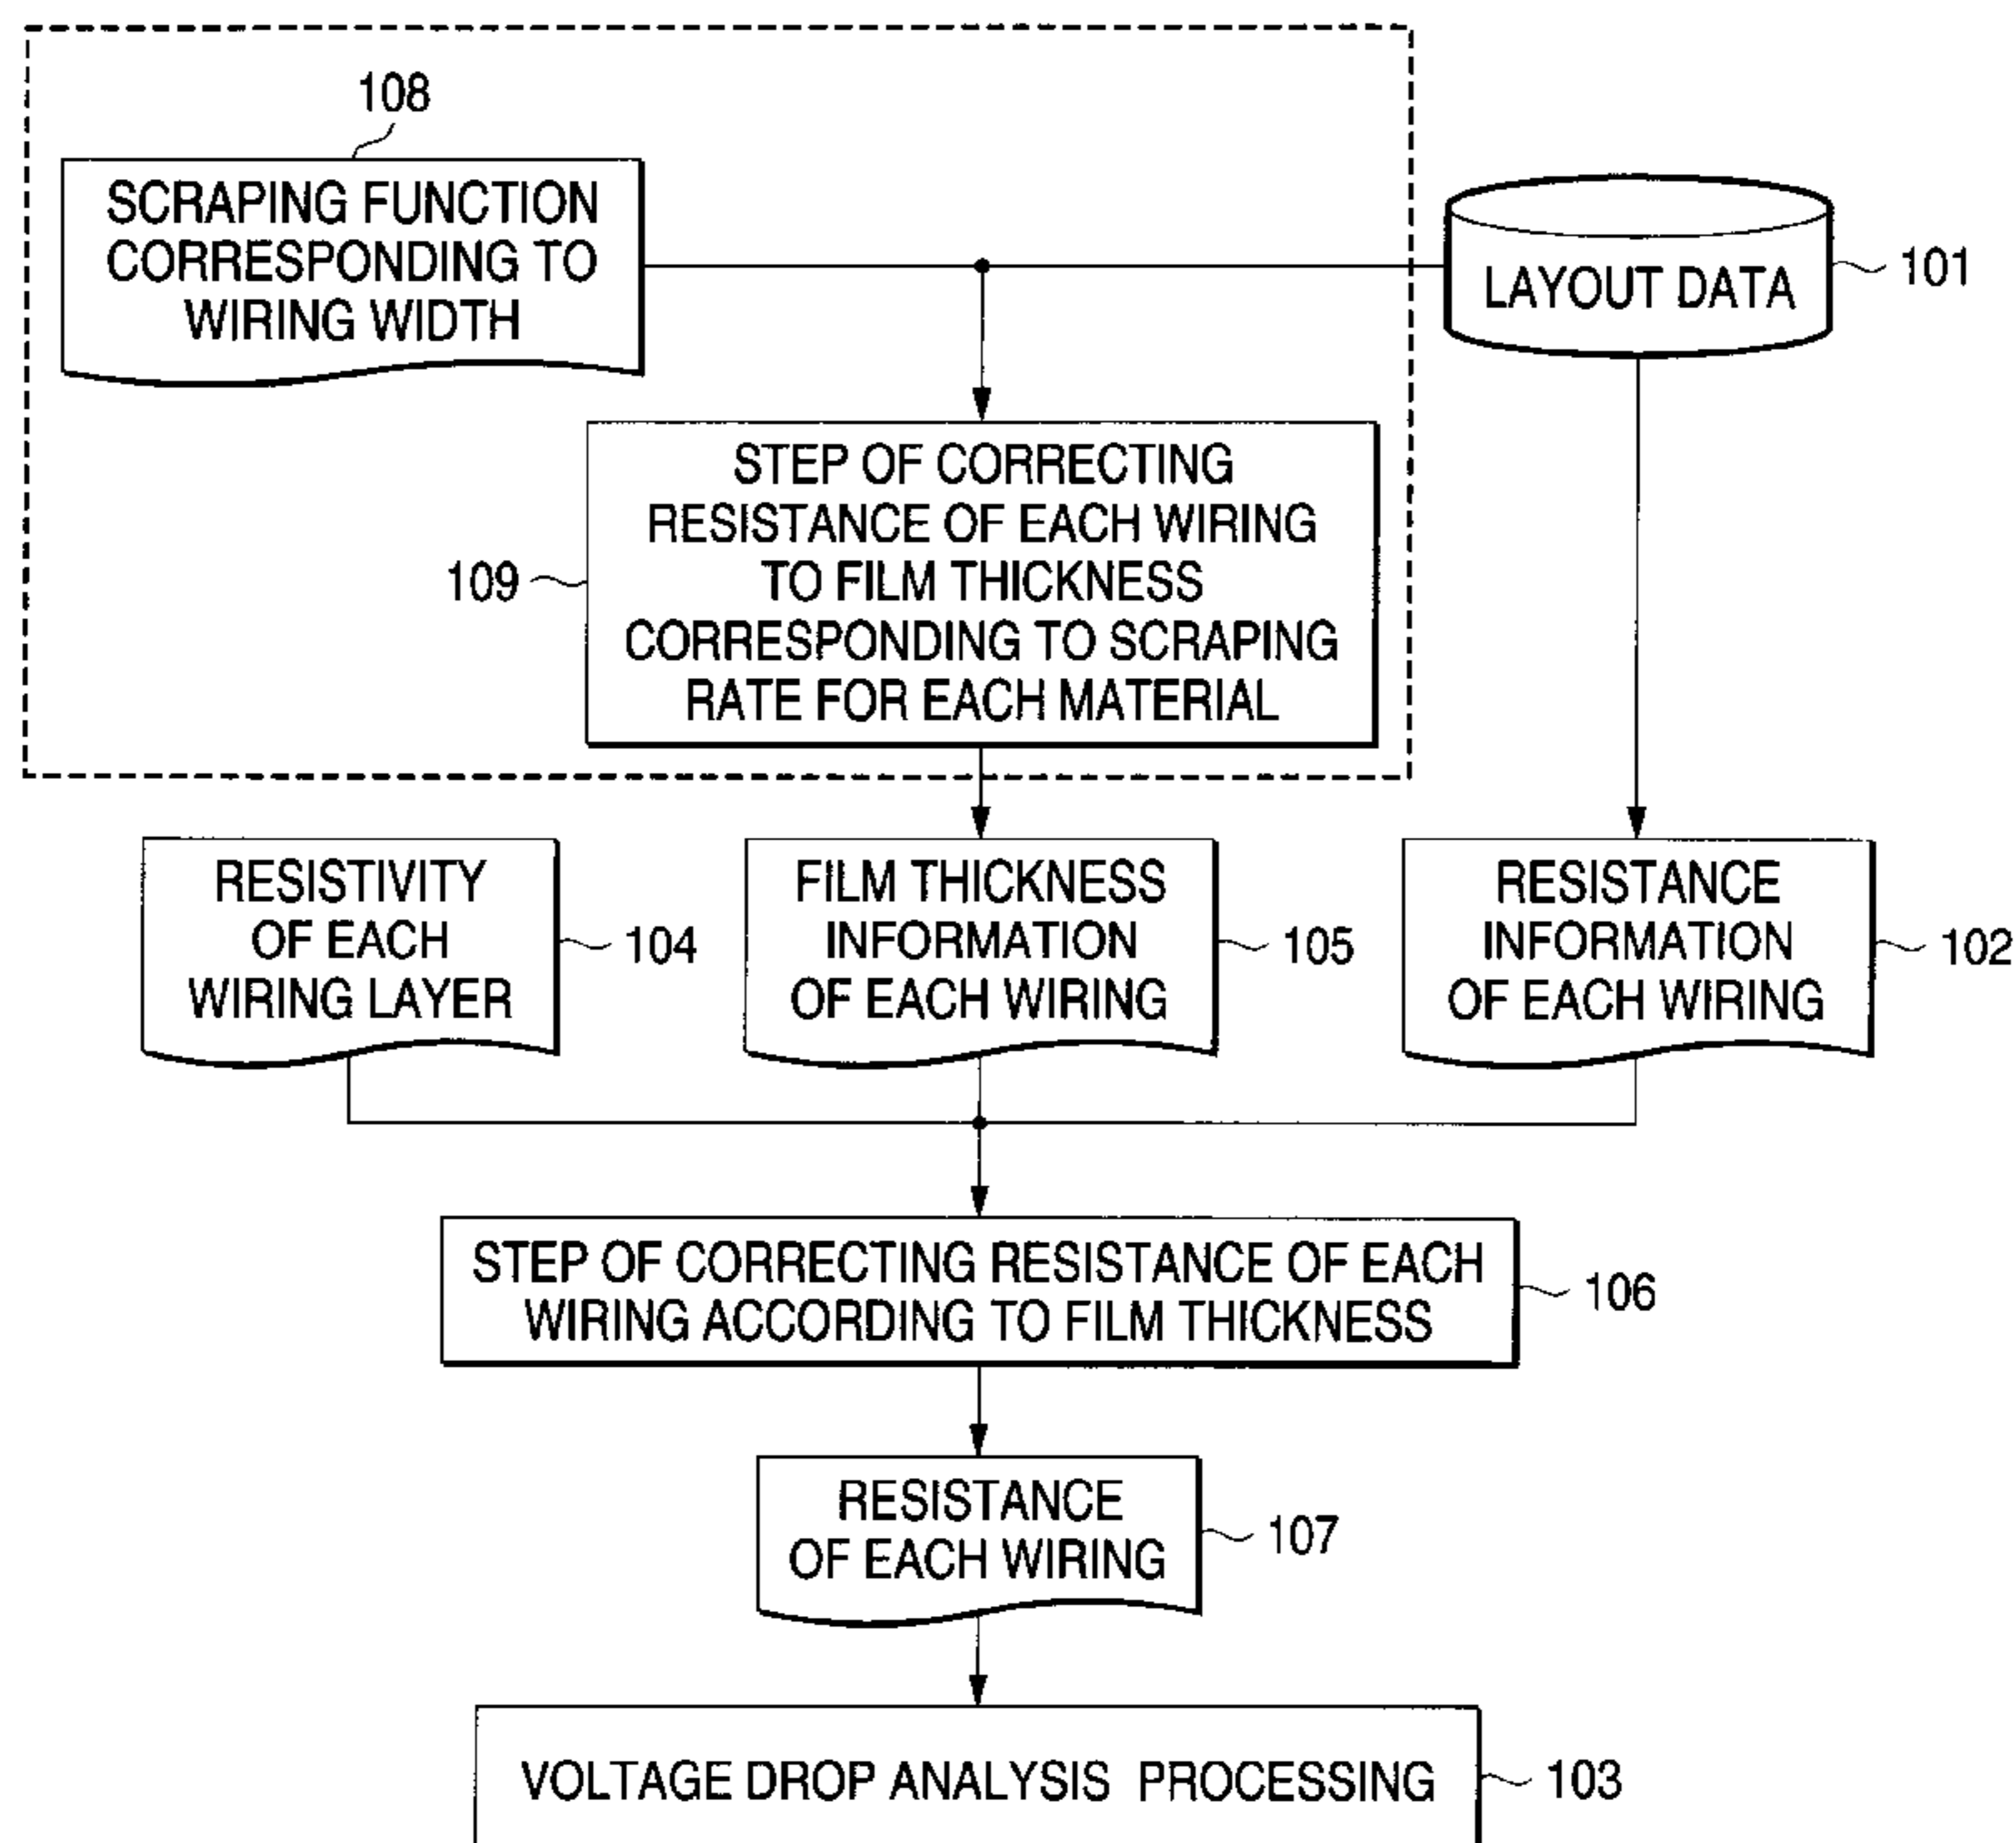 108
SCRAPING FUNCTION
CORRESPONDING TO
WIRING WIDTH
LAYOUT DATA
101
STEP OF CORRECTING
RESISTANCE OF EACH WIRING
TO FILM THICKNESS
CORRESPONDING TO SCRAPING
RATE FOR EACH MATERIAL
109
RESISTIVITY
OF EACH
WIRING LAYER
104
FILM THICKNESS
INFORMATION
OF EACH WIRING
105
RESISTANCE
INFORMATION
OF EACH WIRING
102
STEP OF CORRECTING RESISTANCE OF EACH
WIRING ACCORDING TO FILM THICKNESS
106
RESISTANCE
OF EACH WIRING
107
VOLTAGE DROP ANALYSIS PROCESSING
103